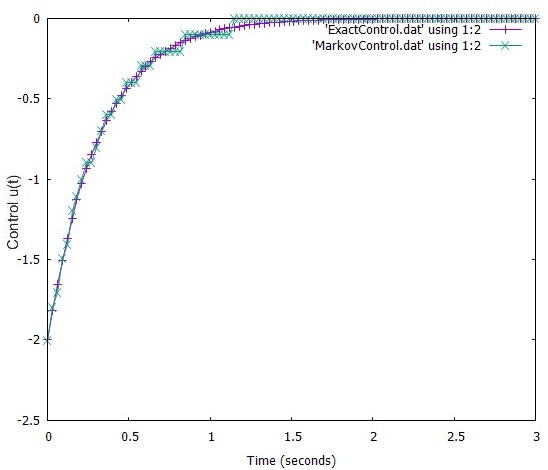 0
'ExactControl.dat' using 1:2
'MarkovControl.dat' using 1:2
-0.5
-1
Control u(t)
-1.5
-2
-2.5
0 0.5 1 1.5 2 2.5 3
Time (seconds)